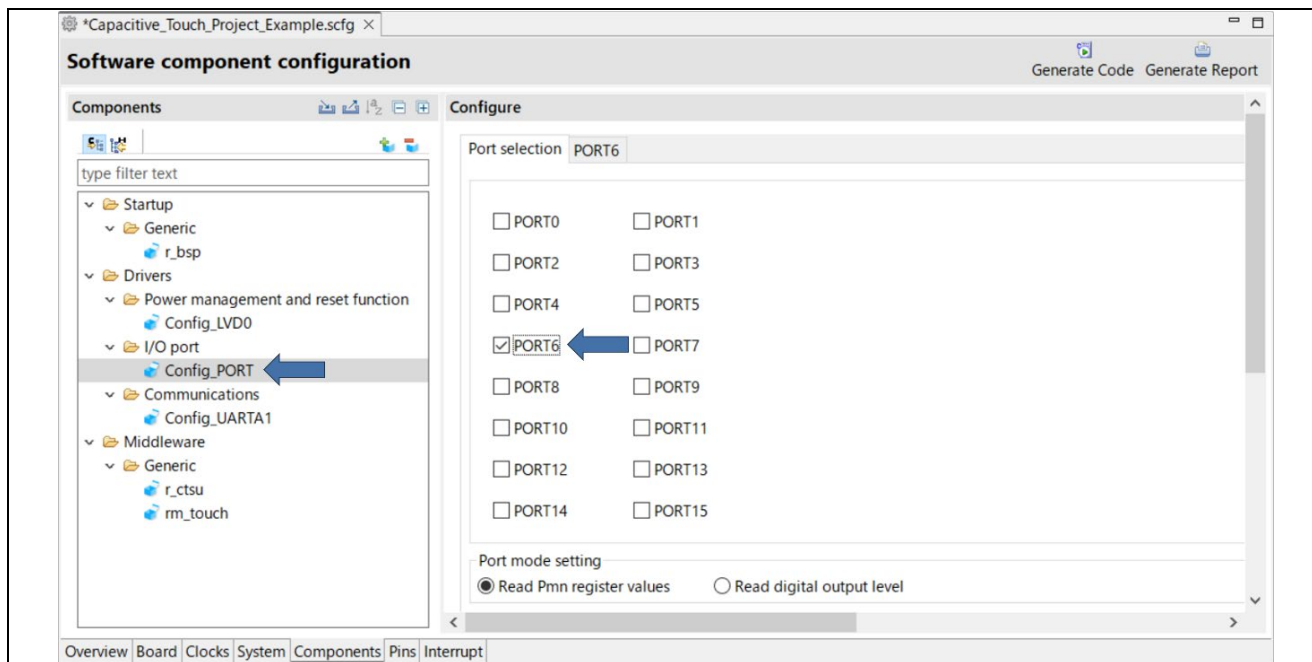 *Capacitive_Touch_Project_Example.scfg
Software component configuration
Generate Code Generate Report
Components
Configure
type filter text
Startup
Generic
r_bsp
Drivers
Power management and reset function
Config_LVD0
I/O port
Config_PORT
Communications
Config_UARTA1
Middleware
Generic
r_ctsu
rm_touch
Port selection PORT6
PORT0 PORT1
PORT2 PORT3
PORT4 PORT5
PORT6 PORT7
PORT8 PORT9
PORT10 PORT11
PORT12 PORT13
PORT14 PORT15
Port mode setting
Read Pmn register values Read digital output level
Overview Board Clocks System Components Pins Interrupt